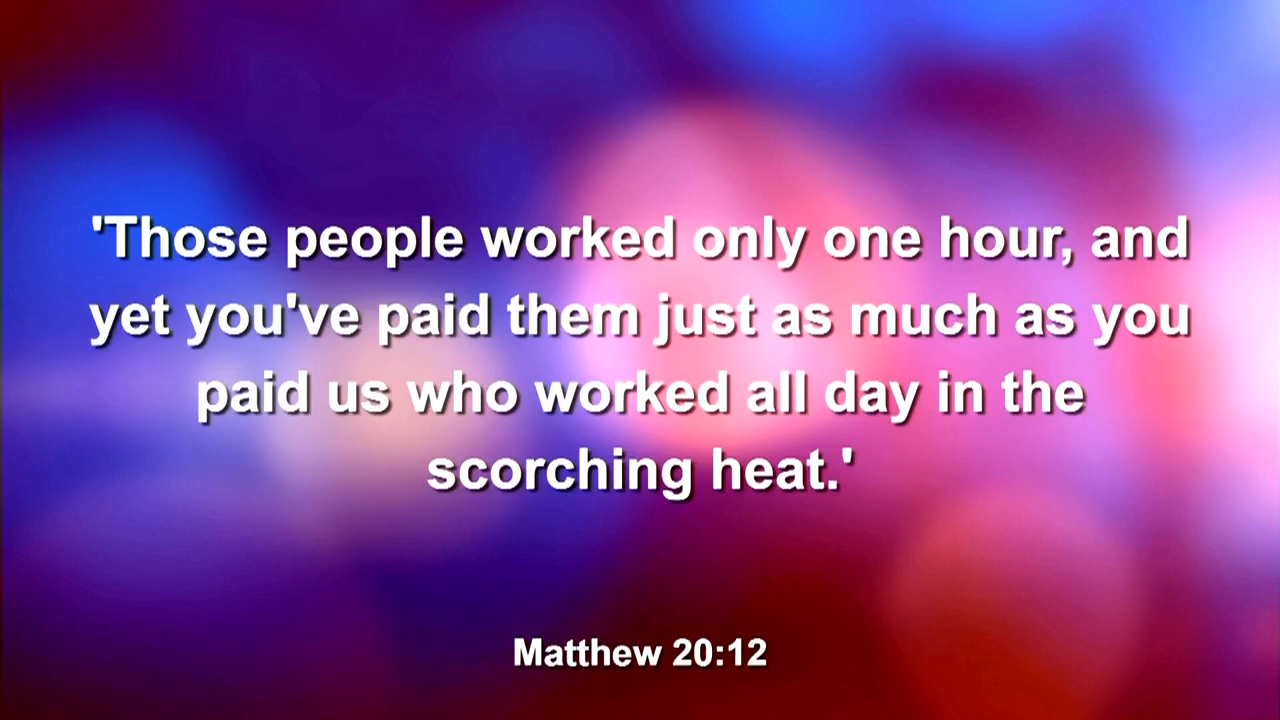 'Those people worked only one hour, and
yet you've paid them just as much as you
paid us who worked all day in the
scorching heat.'
Matthew 20:12